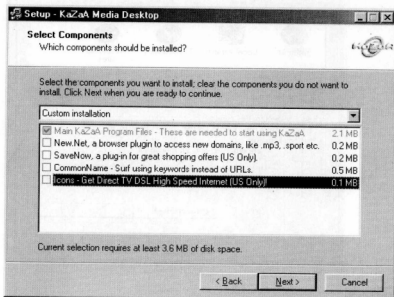 Setup - KaZaA Media Desktop
Select Components
Which components should be installed?
Select the components you want to install; clear the components you do not want to
install. Click Next when you are ready to continue.
Custom installation
Main KaZaA Program Files - These are needed to start using KaZaA 2.1 MB
New.Net, a browser plugin to access new domains, like .mp3, .sport etc. 0.2 MB
SaveNow, a plug-in for great shopping offers (US Only). 0.2 MB
CommonName - Surf using keywords instead of URLs. 0.5 MB
Icons - Get Direct TV DSL High Speed Internet (US Only)! 0.1 MB
Current selection requires at least 3.6 MB of disk space.
< Back Next > Cancel